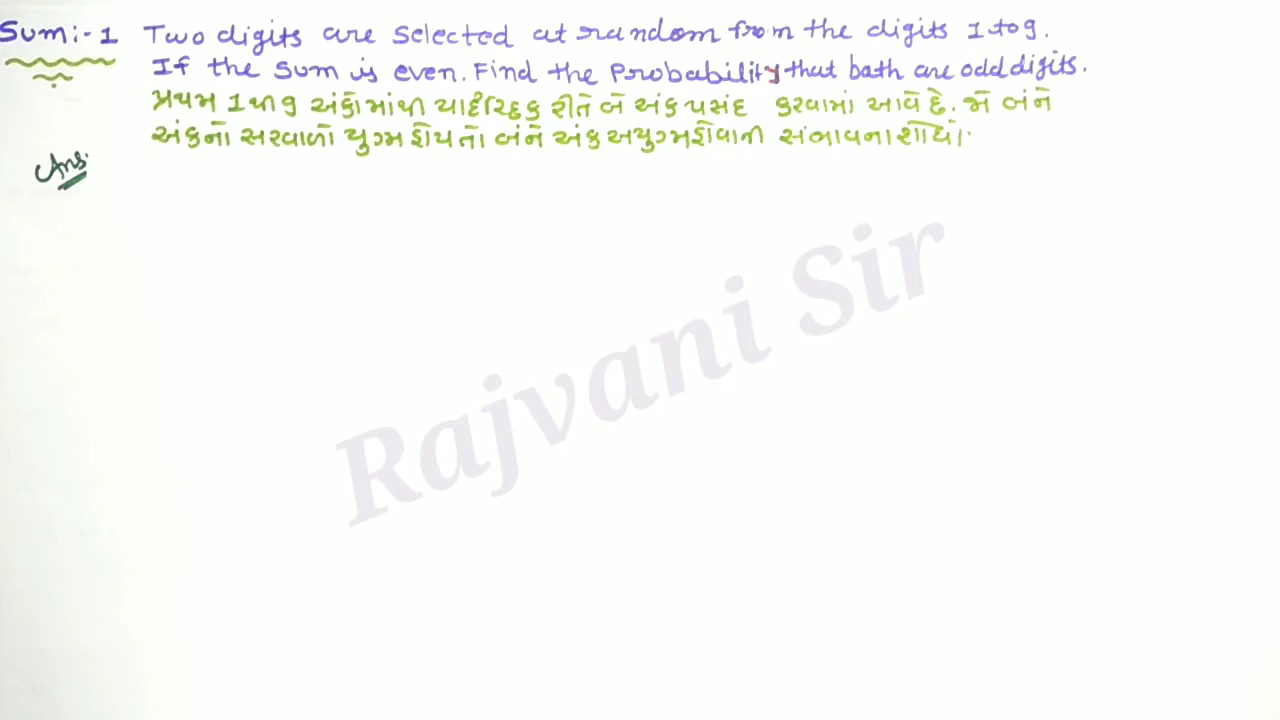 Sum:-1 Two digits are selected at random from the digits 1 to 9.
If the sum is even. Find the Probability that bath are odd digits.
પ્રથમ 1 થી 9 અંકોમાંથી યાદૃચ્છિક રીતે બે અંક પસંદ કરવામાં આવે છે. જો બંને
અંકનો સરવાળો યુગ્મ હોય તો બંને અંક અયુગ્મ હોવાની સંભાવના શોધો.
Ans.
Rajvani Sir